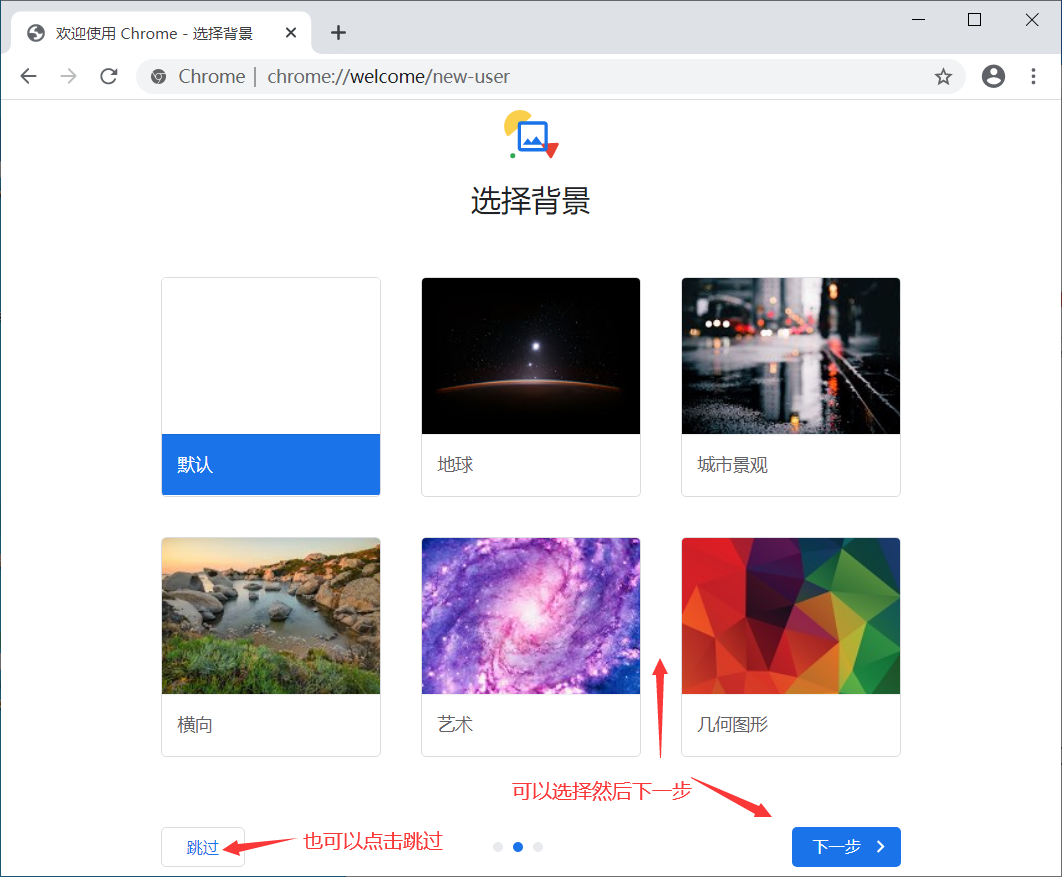 欢迎使用 Chrome - 选择背景
Chrome | chrome://welcome/new-user
选择背景
默认
地球
城市景观
横向
艺术
几何图形
可以选择然后下一步
跳过
也可以点击跳过
下一步